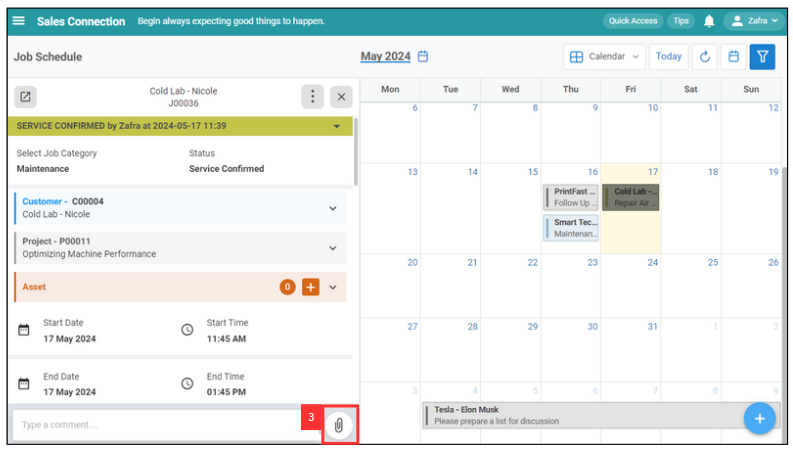 Sales Connection Begin always expecting good things to happen. Quick Access Tips Zafra
Job Schedule May 2024 Calendar Today
Cold Lab - Nicole
J00036
SERVICE CONFIRMED by Zafra at 2024-05-17 11:39
Select Job Category Status
Maintenance Service Confirmed
Customer - C00004
Cold Lab - Nicole
Project - P00011
Optimizing Machine Performance
Asset 0 +
Start Date Start Time
17 May 2024 11:45 AM
End Date End Time
17 May 2024 01:45 PM
Type a comment ... 3
Mon Tue Wed Thu Fri Sat Sun
6 7 8 9 10 11 12
13 14 15 16 17 18 19
PrintFast ... Cold Lab -...
Follow Up ... Repair Air ...
Smart Tec...
Maintenan...
20 21 22 23 24 25 26
27 28 29 30 31 1 2
3 4 5 6 7 8 9
Tesla - Elon Musk
Please prepare a list for discussion
+